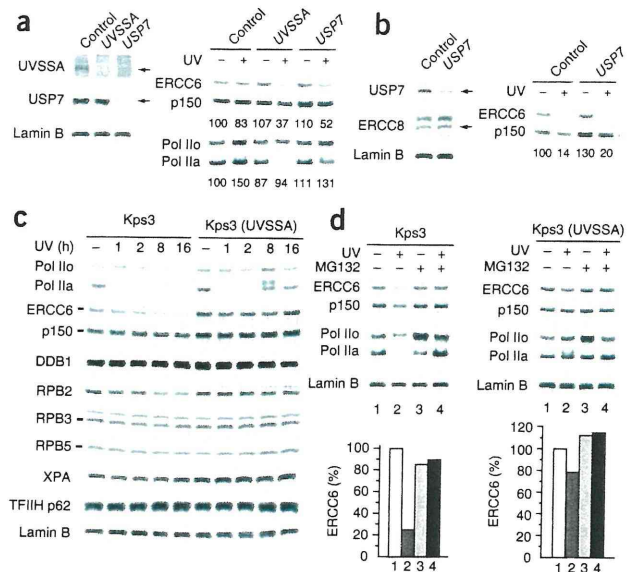 a
Control
UVSSA
USP7
UVSSA
USP7
Lamin B
Control UVSSA USP7
UV − + − + − +
ERCC6
p150
100 83 107 37 110 52
Pol IIo
Pol IIa
100 150 87 94 111 131
b
Control
USP7
USP7
ERCC8
Lamin B
Control USP7
UV − + − +
ERCC6
p150
100 14 130 20
c
Kps3 Kps3 (UVSSA)
UV (h) − 1 2 8 16 − 1 2 8 16
Pol IIo
Pol IIa
ERCC6
p150
DDB1
RPB2
RPB3
RPB5
XPA
TFIIH p62
Lamin B
d
Kps3
UV − + − +
MG132 − − + +
ERCC6
p150
Pol IIo
Pol IIa
Lamin B
1 2 3 4
ERCC6 (%)
100
80
60
40
20
0
1 2 3 4
Kps3 (UVSSA)
UV − + − +
MG132 − − + +
ERCC6
p150
Pol IIo
Pol IIa
Lamin B
1 2 3 4
ERCC6 (%)
120
100
80
60
40
20
0
1 2 3 4